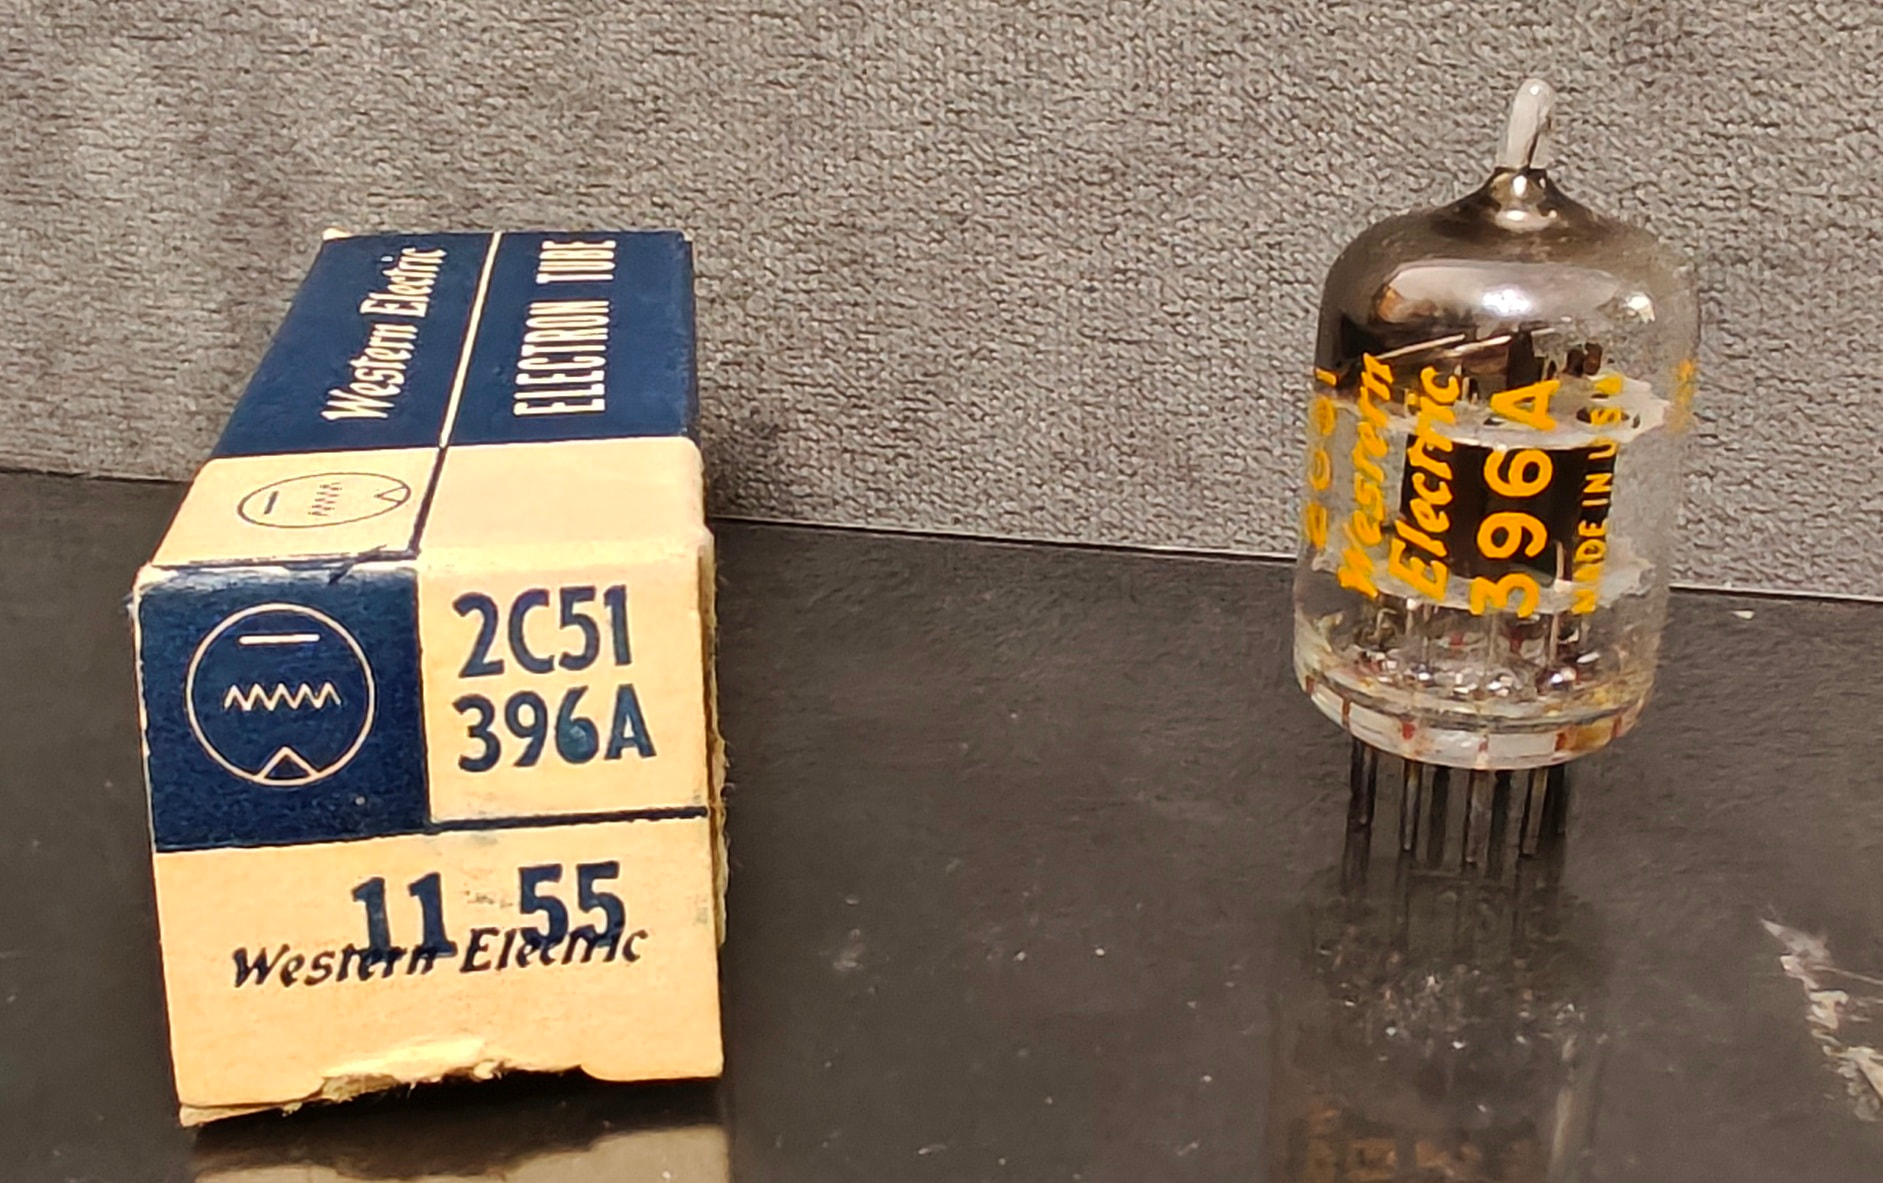 Western Electric
ELECTRON TUBE
2C51
396A
11 55
Western Electric
Western
Electric
396A
MADE IN U.S.A